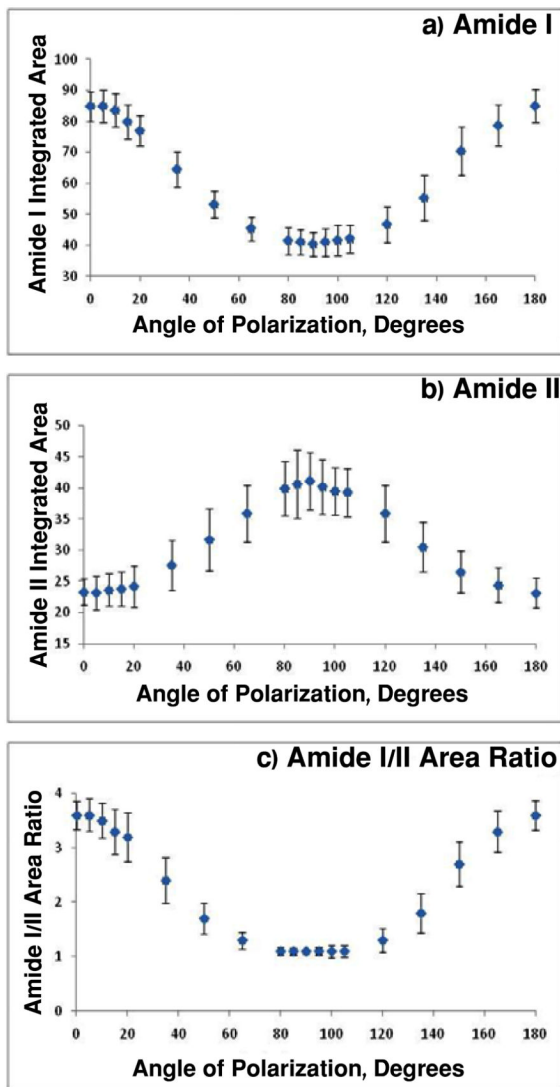 a) Amide I
Amide I Integrated Area
100
90
80
70
60
50
40
30
0 20 40 60 80 100 120 140 160 180
Angle of Polarization, Degrees
b) Amide II
Amide II Integrated Area
50
45
40
35
30
25
20
15
0 20 40 60 80 100 120 140 160 180
Angle of Polarization, Degrees
c) Amide I/II Area Ratio
Amide I/II Area Ratio
4
3
2
1
0
0 20 40 60 80 100 120 140 160 180
Angle of Polarization, Degrees